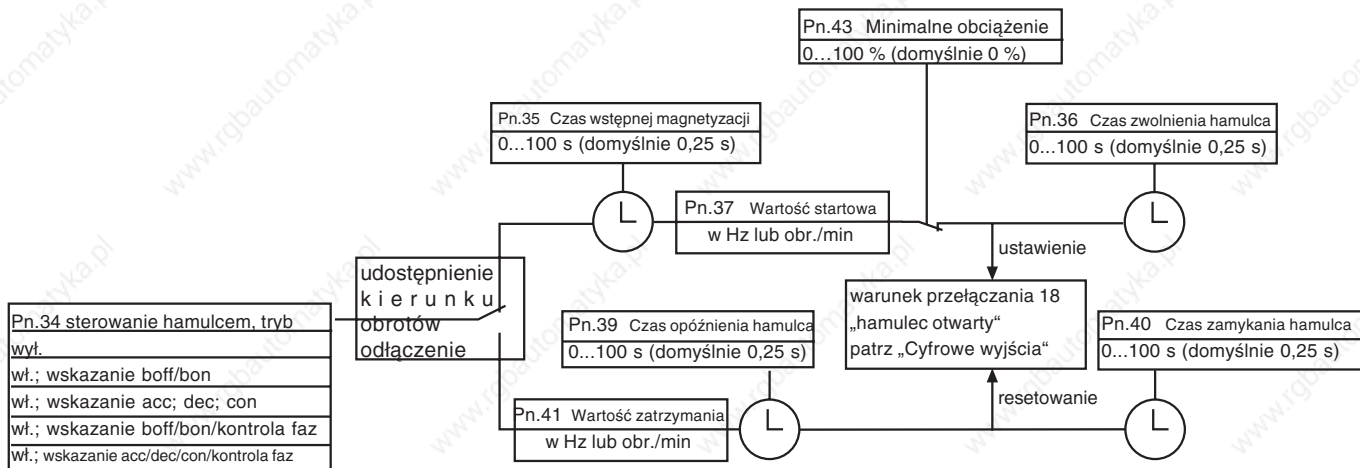 Pn.43 Minimalne obciążenie
0...100 % (domyślnie 0 %)
Pn.35 Czas wstępnej magnetyzacji
0...100 s (domyślnie 0,25 s)
Pn.36 Czas zwolnienia hamulca
0...100 s (domyślnie 0,25 s)
Pn.37 Wartość startowa
w Hz lub obr./min
ustawienie
udostępnienie
kierunku
obrotów
odłączenie
warunek przełączania 18
„hamulec otwarty“
patrz „Cyfrowe wyjścia“
Pn.34 sterowanie hamulcem, tryb
wył.
wł.; wskazanie boff/bon
wł.; wskazanie acc; dec; con
wł.; wskazanie boff/bon/kontrola faz
wł.; wskazanie acc/dec/con/kontrola faz
Pn.39 Czas opóźnienia hamulca
0...100 s (domyślnie 0,25 s)
Pn.40 Czas zamykania hamulca
0...100 s (domyślnie 0,25 s)
resetowanie
Pn.41 Wartość zatrzymania
w Hz lub obr./min
www.rgbautomatyka.pl